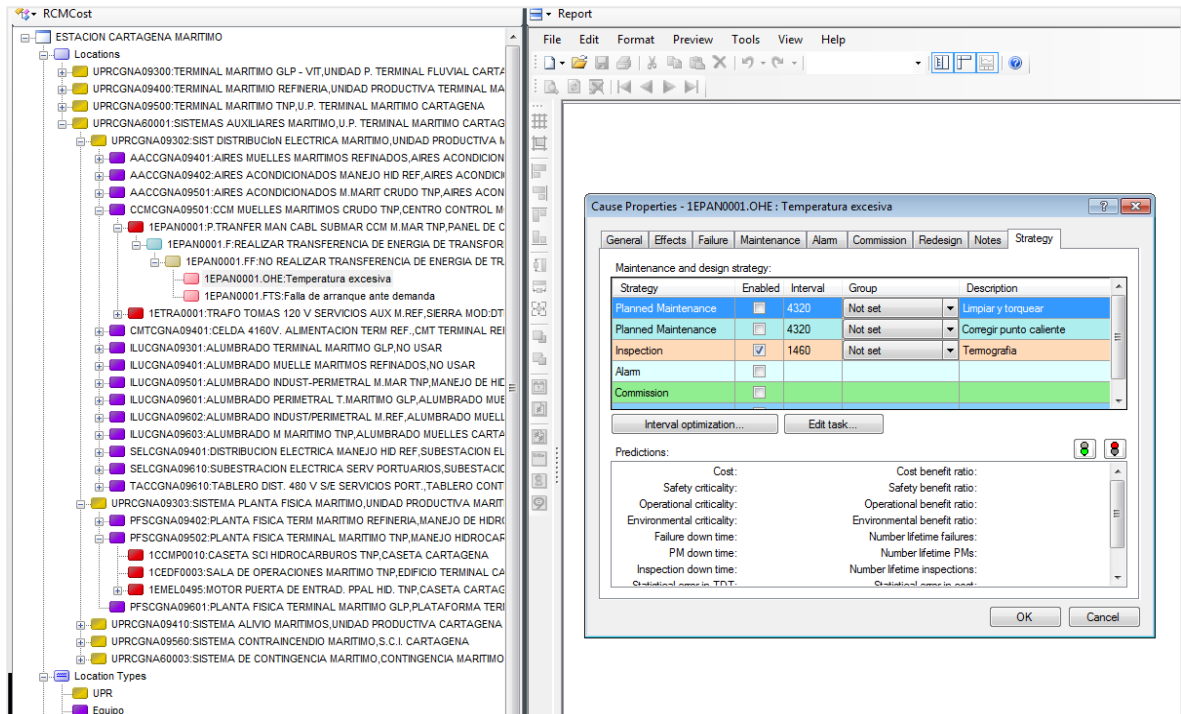 RCMCost
ESTACION CARTAGENA MARITIMO
Locations
UPRCGNA09300:TERMINAL MARITIMO GLP - VIT,UNIDAD P. TERMINAL FLUVIAL CARTA
UPRCGNA09400:TERMINAL MARITIMIO REFINERIA,UNIDAD PRODUCTIVA TERMINAL MA
UPRCGNA09500:TERMINAL MARITIMO TNP,U.P. TERMINAL MARITIMO CARTAGENA
UPRCGNA60001:SISTEMAS AUXILIARES MARITIMO,U.P. TERMINAL MARITIMO CARTAG
UPRCGNA09302:SIST DISTRIBUCIoN ELECTRICA MARITIMO,UNIDAD PRODUCTIVA M
AACCGNA09401:AIRES MUELLES MARITIMOS REFINADOS,AIRES ACONDICION
AACCGNA09402:AIRES ACONDICIONADOS MANEJO HID REF,AIRES ACONDICI
AACCGNA09501:AIRES ACONDICIONADOS M.MARIT CRUDO TNP,AIRES ACON
CCMCGNA09501:CCM MUELLES MARITIMOS CRUDO TNP,CENTRO CONTROL M
1EPAN0001:P.TRANFER MAN CABL SUBMAR CCM M.MAR TNP,PANEL DE C
1EPAN0001.F:REALIZAR TRANSFERENCIA DE ENERGIA DE TRANSFOR
1EPAN0001.FF:NO REALIZAR TRANSFERENCIA DE ENERGIA DE TR
1EPAN0001.OHE:Temperatura excesiva
1EPAN0001.FTS:Falla de arranque ante demanda
1ETRA0001:TRAFO TOMAS 120 V SERVICIOS AUX M.REF,SIERRA MOD:DT
CMTCGNA09401:CELDA 4160V. ALIMENTACION TERM REF.,CMT TERMINAL REI
ILUCGNA09301:ALUMBRADO TERMINAL MARITMO GLP,NO USAR
ILUCGNA09401:ALUMBRADO MUELLE MARITMOS REFINADOS,NO USAR
ILUCGNA09501:ALUMBRADO INDUST-PERMETRAL M.MAR TNP,MANEJO DE HID
ILUCGNA09601:ALUMBRADO PERIMETRAL T.MARITIMO GLP,ALUMBRADO MUE
ILUCGNA09602:ALUMBRADO INDUST/PERIMETRAL M.REF,ALUMBRADO MUELL
ILUCGNA09603:ALUMBRADO M MARITIMO TNP,ALUMBRADO MUELLES CARTA
SELCGNA09401:DISTRIBUCION ELECTRICA MANEJO HID REF,SUBESTACION EL
SELCGNA09610:SUBESTRACION ELECTRICA SERV PORTUARIOS,SUBESTACIO
TACCGNA09610:TABLERO DIST. 480 V S/E SERVICIOS PORT.,TABLERO CONT
UPRCGNA09303:SISTEMA PLANTA FISICA MARITIMO,UNIDAD PRODUCTIVA MARIT
PFSCGNA09402:PLANTA FISICA TERM MARITIMO REFINERIA,MANEJO DE HIDRO
PFSCGNA09502:PLANTA FISICA TERMINAL MARITIMO TNP,MANEJO HIDROCAR
1CCMP0010:CASETA SCI HIDROCARBUROS TNP,CASETA CARTAGENA
1CEDF0003:SALA DE OPERACIONES MARITIMO TNP,EDIFICIO TERMINAL CA
1EMEL0495:MOTOR PUERTA DE ENTRAD. PPAL HID. TNP,CASETA CARTAG
PFSCGNA09601:PLANTA FISICA TERMINAL MARITIMO GLP,PLATAFORMA TERI
UPRCGNA09410:SISTEMA ALIVIO MARITIMOS,UNIDAD PRODUCTIVA CARTAGENA
UPRCGNA09560:SISTEMA CONTRAINCENDIO MARITIMO,S.C.I. CARTAGENA
UPRCGNA60003:SISTEMA DE CONTINGENCIA MARITIMO,CONTINGENCIA MARITIMO
Location Types
UPR
Equipo
Report
File Edit Format Preview Tools View Help
Cause Properties - 1EPAN0001.OHE : Temperatura excesiva
General Effects Failure Maintenance Alarm Commission Redesign Notes Strategy
Maintenance and design strategy:
Strategy Enabled Interval Group Description
Planned Maintenance 4320 Not set Limpiar y torquear
Planned Maintenance 4320 Not set Corregir punto caliente
Inspection 1460 Not set Termografia
Alarm
Commission
Interval optimization... Edit task...
Predictions:
Cost: Cost benefit ratio:
Safety criticality: Safety benefit ratio:
Operational criticality: Operational benefit ratio:
Environmental criticality: Environmental benefit ratio:
Failure down time: Number lifetime failures:
PM down time: Number lifetime PMs:
Inspection down time: Number lifetime inspections:
Statistical error in TDT: Statistical error in cost:
OK Cancel